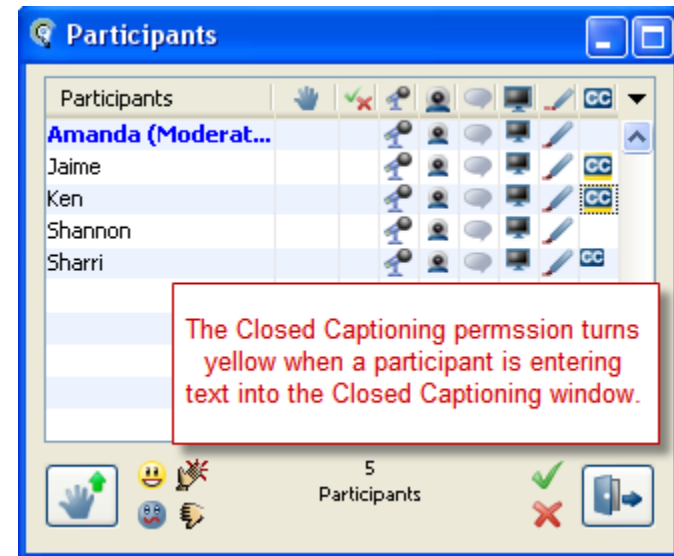 Participants
Participants CC
Amanda (Moderat...
Jaime CC
Ken CC
Shannon
Sharri CC
The Closed Captioning permssion turns
yellow when a participant is entering
text into the Closed Captioning window.
5
Participants